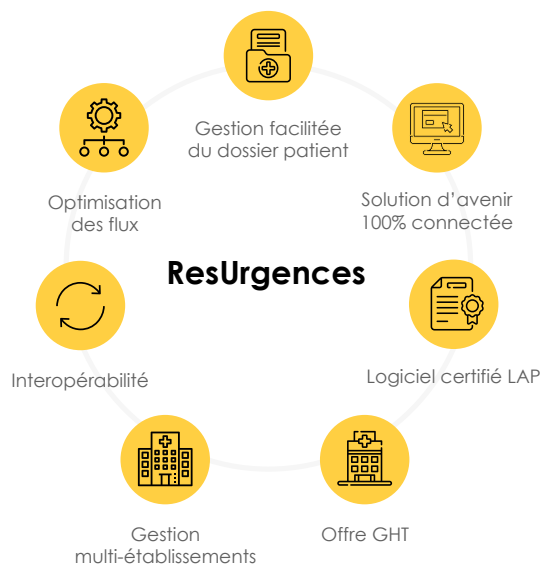 Gestion facilitée
du dossier patient
Solution d’avenir
100% connectée
Optimisation
des flux
ResUrgences
Logiciel certifié LAP
Interopérabilité
Offre GHT
Gestion
multi-établissements